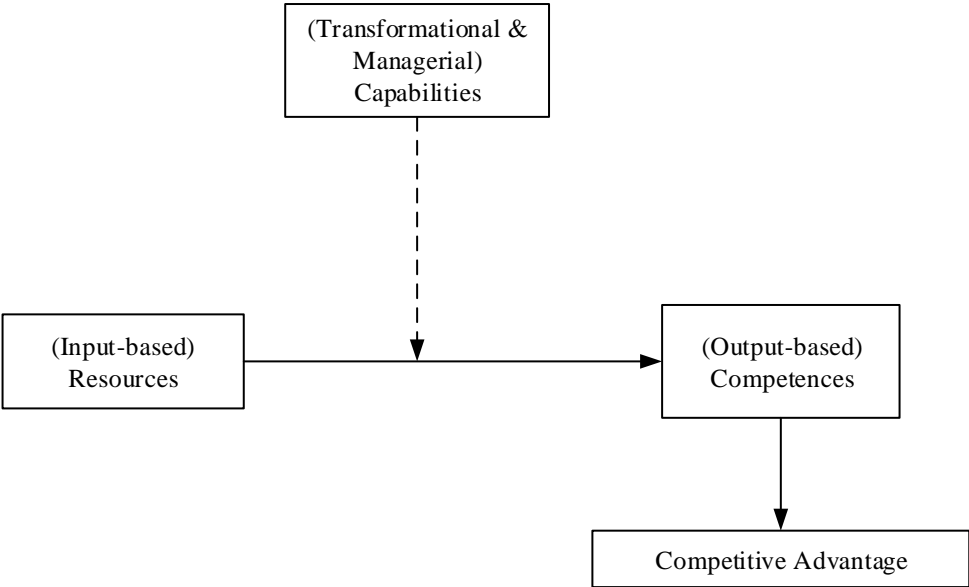 (Transformational &
Managerial)
Capabilities
(Input-based)
Resources
(Output-based)
Competences
Competitive Advantage